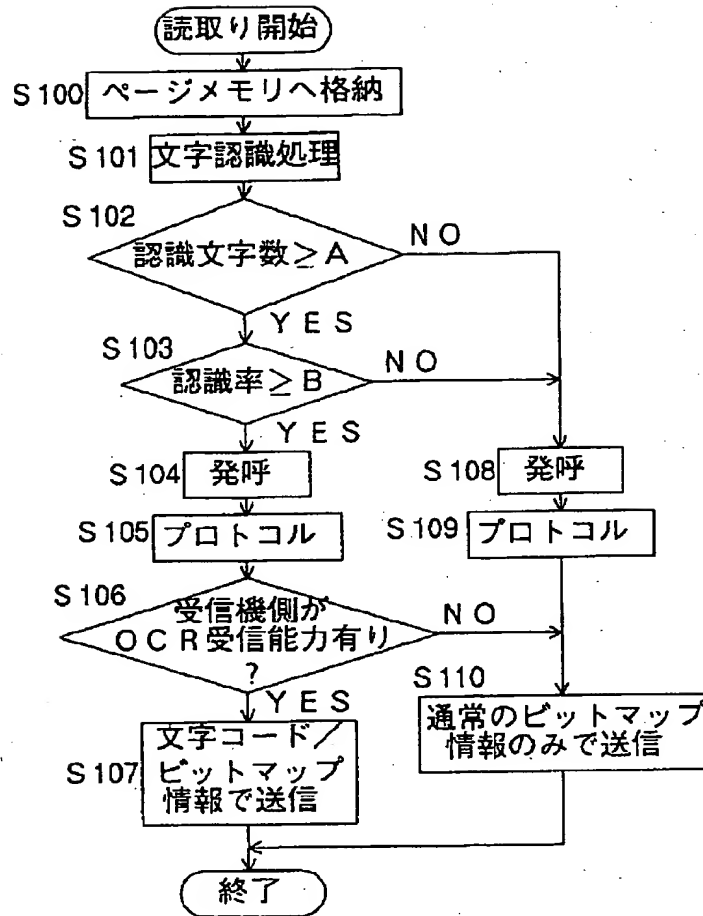 読取り開始
S100
ページメモリへ格納
S101
文字認識処理
S102
認識文字数≧A
NO
YES
S103
認識率≧B
NO
YES
S104
発呼
S108
発呼
S105
プロトコル
S109
プロトコル
S106
受信機側が
OCR受信能力有り
?
NO
YES
S110
通常のビットマップ
情報のみで送信
S107
文字コード/
ビットマップ
情報で送信
終了